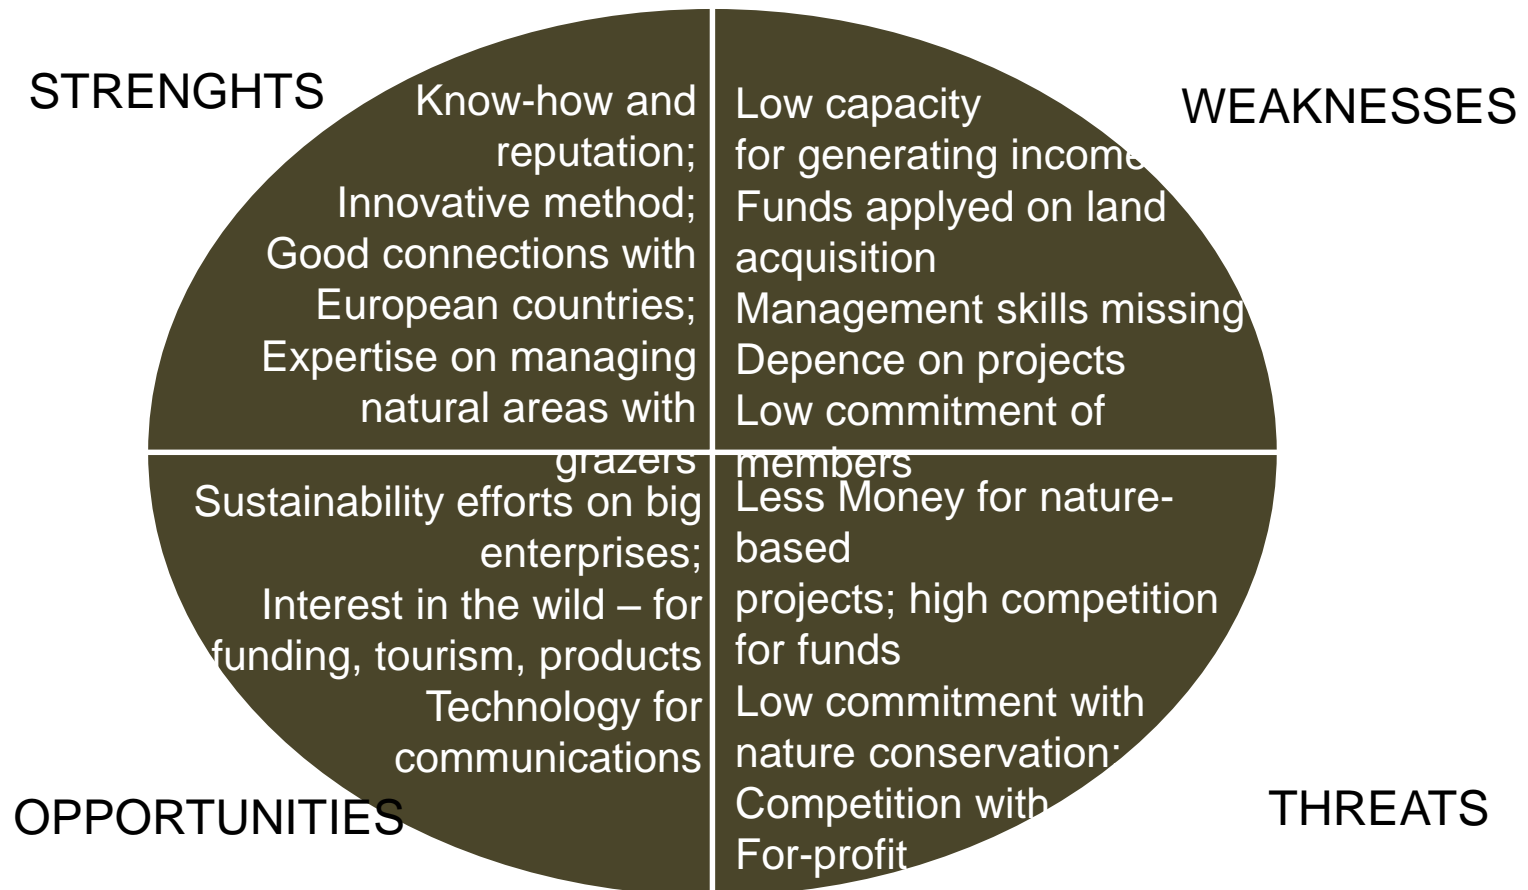 STRENGHTS
Know-how and
reputation;
Innovative method;
Good connections with
European countries;
Expertise on managing
natural areas with
grazers
WEAKNESSES
Low capacity
for generating income
Funds applyed on land
acquisition
Management skills missing
Depence on projects
Low commitment of
members
OPPORTUNITIES
Sustainability efforts on big
enterprises;
Interest in the wild – for
funding, tourism, products
Technology for
communications
THREATS
Less Money for nature-
based
projects; high competition
for funds
Low commitment with
nature conservation;
Competition with
For-profit